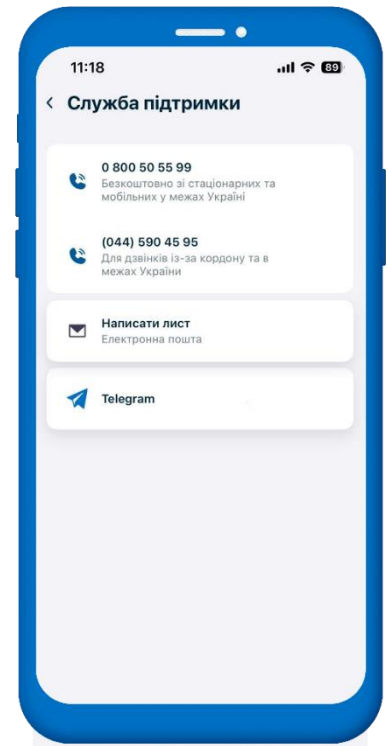 11:18
89
Служба підтримки
0 800 50 55 99
Безкоштовно зі стаціонарних та
мобільних у межах Україні
(044) 590 45 95
Для дзвінків із-за кордону та в
межах України
Написати лист
Електронна пошта
Telegram